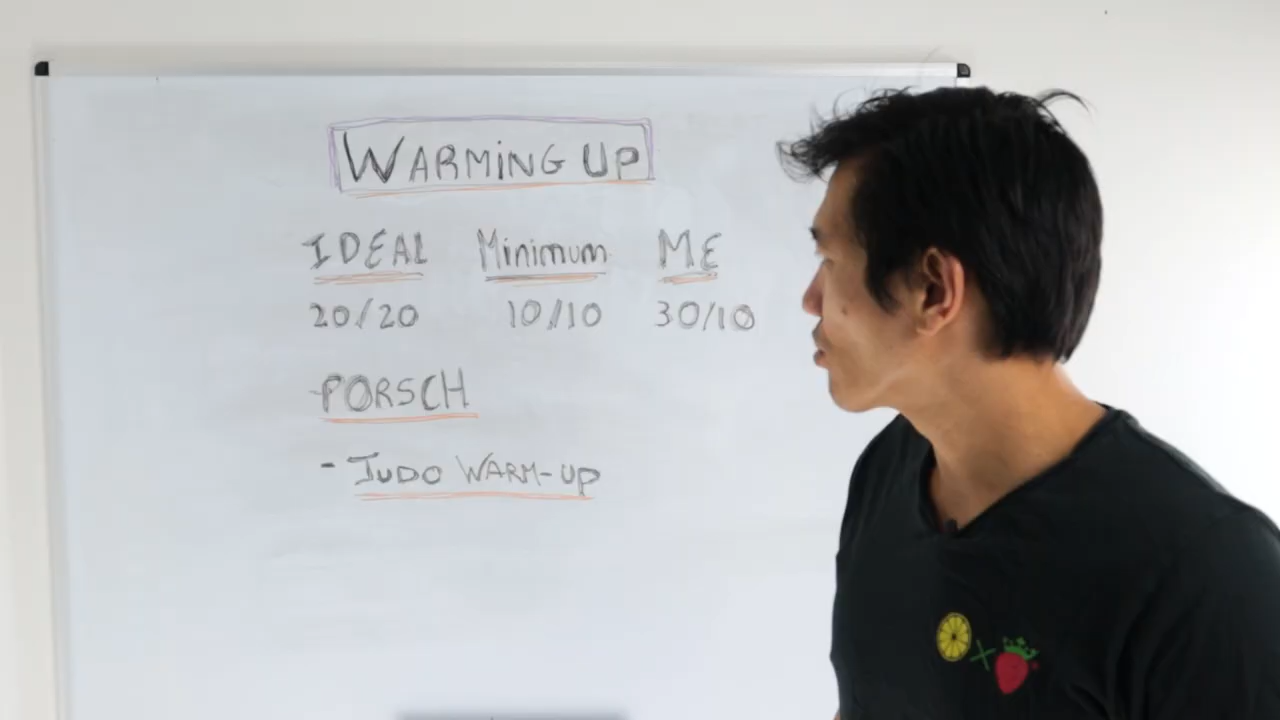 WARMING UP
IDEAL Minimum ME
20/20 10/10 30/10
-PORSCH
- JUDO WARM-UP